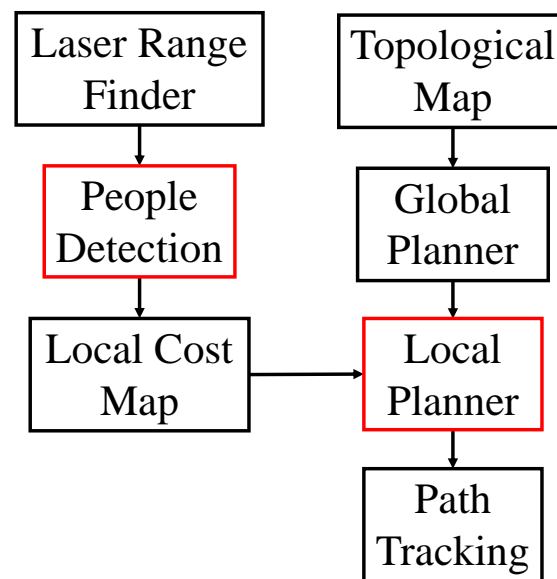 Laser Range
Finder
Topological
Map
People
Detection
Global
Planner
Local Cost
Map
Local
Planner
Path
Tracking